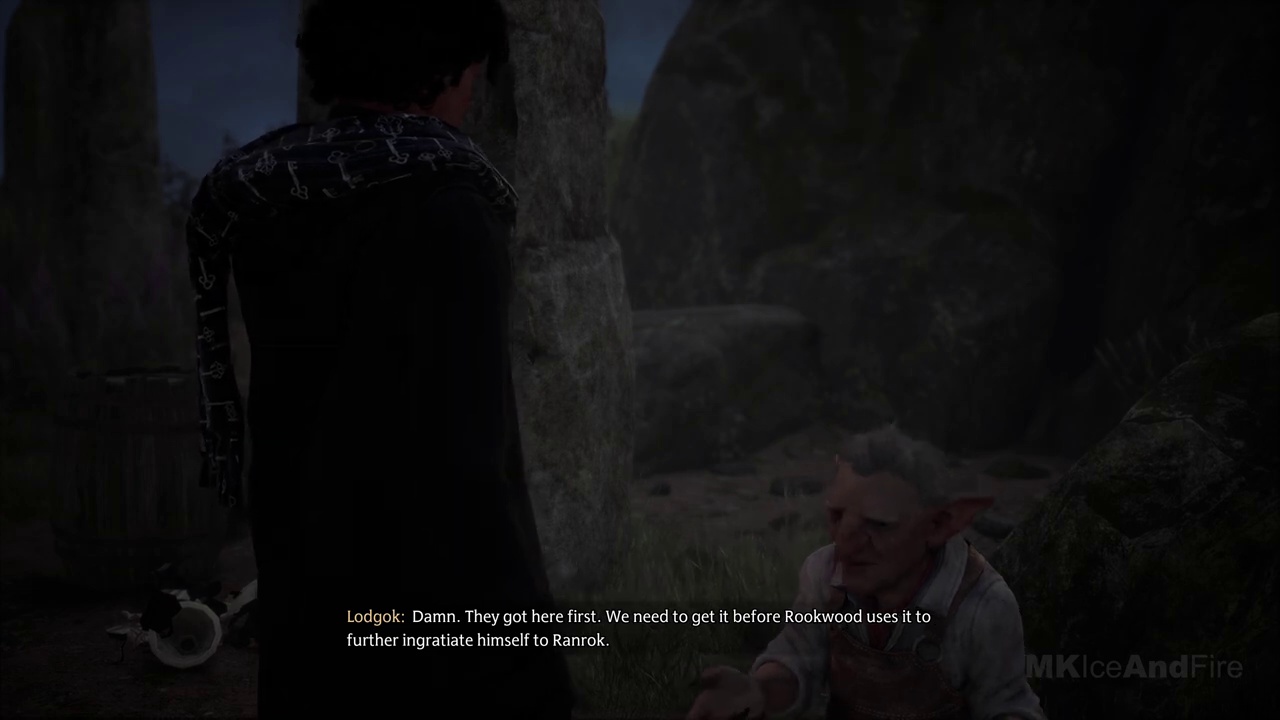 Lodgok: Damn. They got here first. We need to get it before Rookwood uses it to
further ingratiate himself to Ranrok.
MKIceAndFire